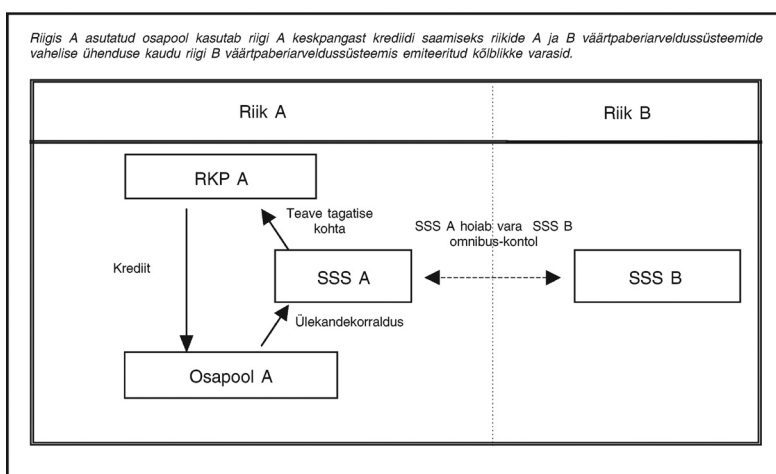 Riigis A asutatud osapool kasutab riigi A keskpangast krediidi saamiseks riikide A ja B väärtpaberiarveldussüsteemide
vahelise ühenduse kaudu riigi B väärtpaberiarveldussüsteemis emiteeritud kõlblikke varasid.
Riik A
Riik B
RKP A
Teave tagatise
kohta
SSS A hoiab vara SSS B
omnibus-kontol
Krediit
SSS A
SSS B
Ülekandekorraldus
Osapool A